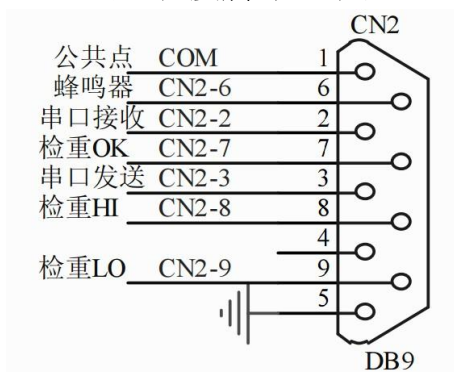 CN2
公共点 COM 1
蜂鸣器 CN2-6 6
串口接收 CN2-2 2
检重OK CN2-7 7
串口发送 CN2-3 3
检重HI CN2-8 8
4
检重LO CN2-9 9
5
DB9